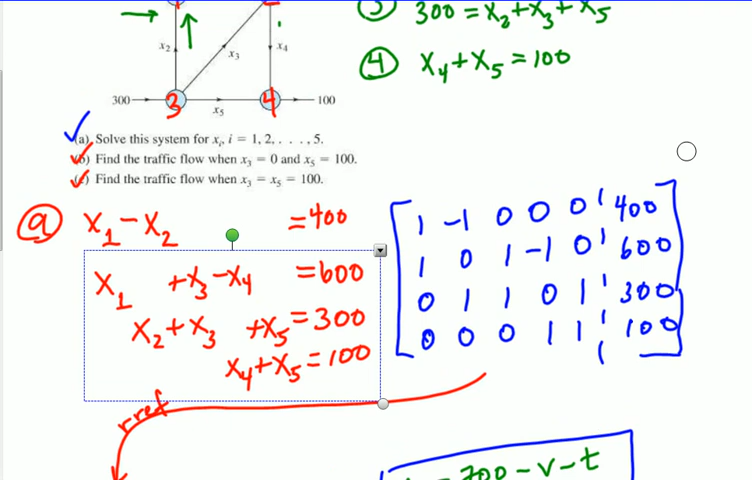 ③ 300 = x₂ + x₃ + x₅
④ x₄ + x₅ = 100
x₂
x₃
x₄
300
3
4
100
x₅
(a) Solve this system for xᵢ, i = 1, 2, . . . , 5.
(b) Find the traffic flow when x₃ = 0 and x₅ = 100.
(c) Find the traffic flow when x₃ = x₅ = 100.
ⓐ x₁ - x₂ = 400
x₁ + x₃ - x₄ = 600
x₂ + x₃ + x₅ = 300
x₄ + x₅ = 100
1 -1 0 0 0 400
1 0 1 -1 0 600
0 1 1 0 1 300
0 0 0 1 1 100
rref
= 700 - v - t